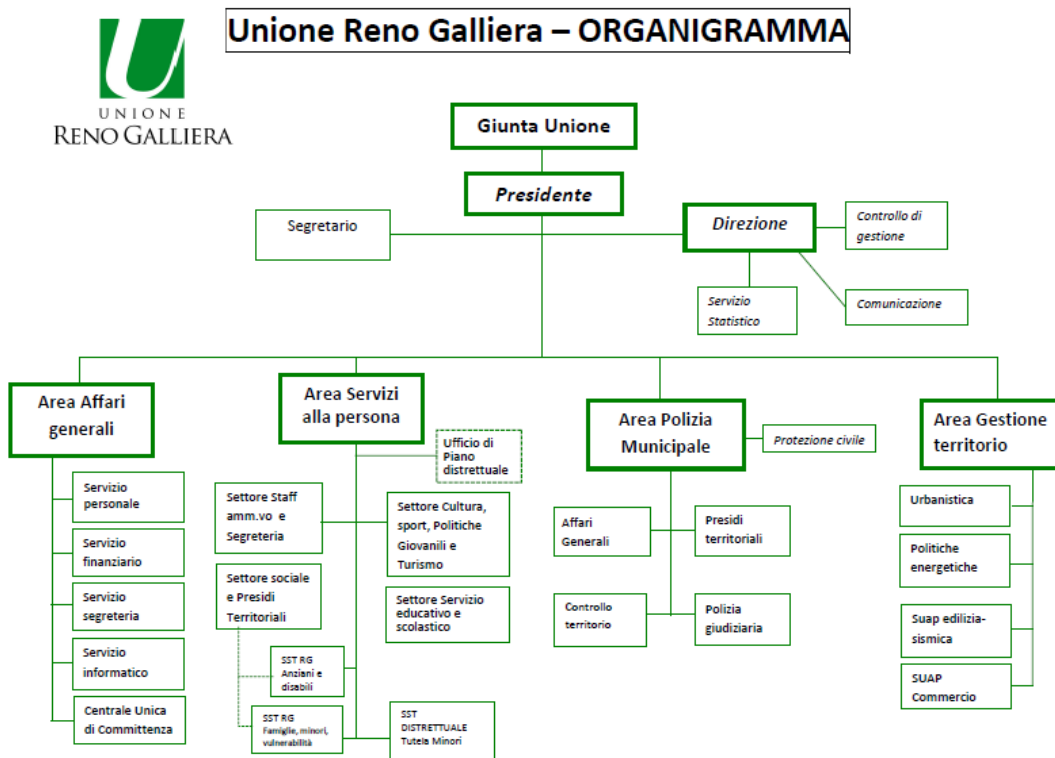 Unione Reno Galliera – ORGANIGRAMMA
UNIONE
RENO GALLIERA
Giunta Unione
Presidente
Segretario
Direzione
Controllo di
gestione
Servizio
Statistico
Comunicazione
Area Affari
generali
Servizio
personale
Servizio
finanziario
Servizio
segreteria
Servizio
informatico
Centrale Unica
di Committenza
Area Servizi
alla persona
Ufficio di
Piano
distrettuale
Settore Staff
amm.vo e
Segreteria
Settore Cultura,
sport, Politiche
Giovanili e
Turismo
Settore sociale
e Presidi
Territoriali
Settore Servizio
educativo e
scolastico
SST RG
Anziani e
disabili
SST RG
Famiglie, minori,
vulnerabilità
SST
DISTRETTUALE
Tutela Minori
Area Polizia
Municipale
Protezione civile
Affari
Generali
Presidi
territoriali
Controllo
territorio
Polizia
giudiziaria
Area Gestione
territorio
Urbanistica
Politiche
energetiche
Suap edilizia-
sismica
SUAP
Commercio